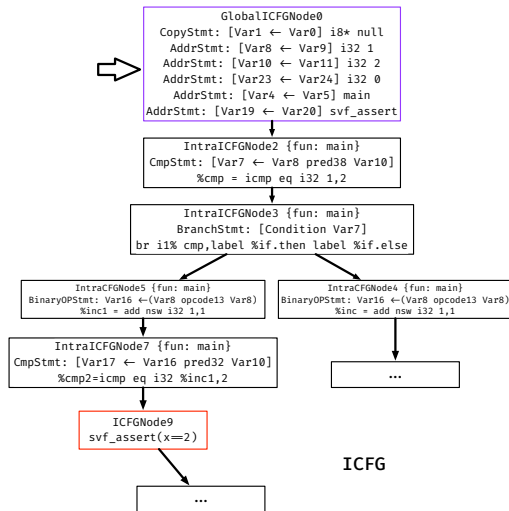 GlobalICFGNode0
CopyStmt: [Var1 ← Var0] i8* null
AddrStmt: [Var8 ← Var9] i32 1
AddrStmt: [Var10 ← Var11] i32 2
AddrStmt: [Var23 ← Var24] i32 0
AddrStmt: [Var4 ← Var5] main
AddrStmt: [Var19 ← Var20] svf_assert
IntraICFGNode2 {fun: main}
CmpStmt: [Var7 ← Var8 pred38 Var10]
%cmp = icmp eq i32 1,2
IntraICFGNode3 {fun: main}
BranchStmt: [Condition Var7]
br i1% cmp,label %if.then label %if.else
IntraCFGNode5 {fun: main}
BinaryOPStmt: Var16 ←(Var8 opcode13 Var8)
%inc1 = add nsw i32 1,1
IntraCFGNode4 {fun: main}
BinaryOPStmt: Var16 ←(Var8 opcode13 Var8)
%inc = add nsw i32 1,1
IntraICFGNode7 {fun: main}
CmpStmt: [Var17 ← Var16 pred32 Var10]
%cmp2=icmp eq i32 %inc1,2
...
ICFGNode9
svf_assert(x==2)
ICFG
...